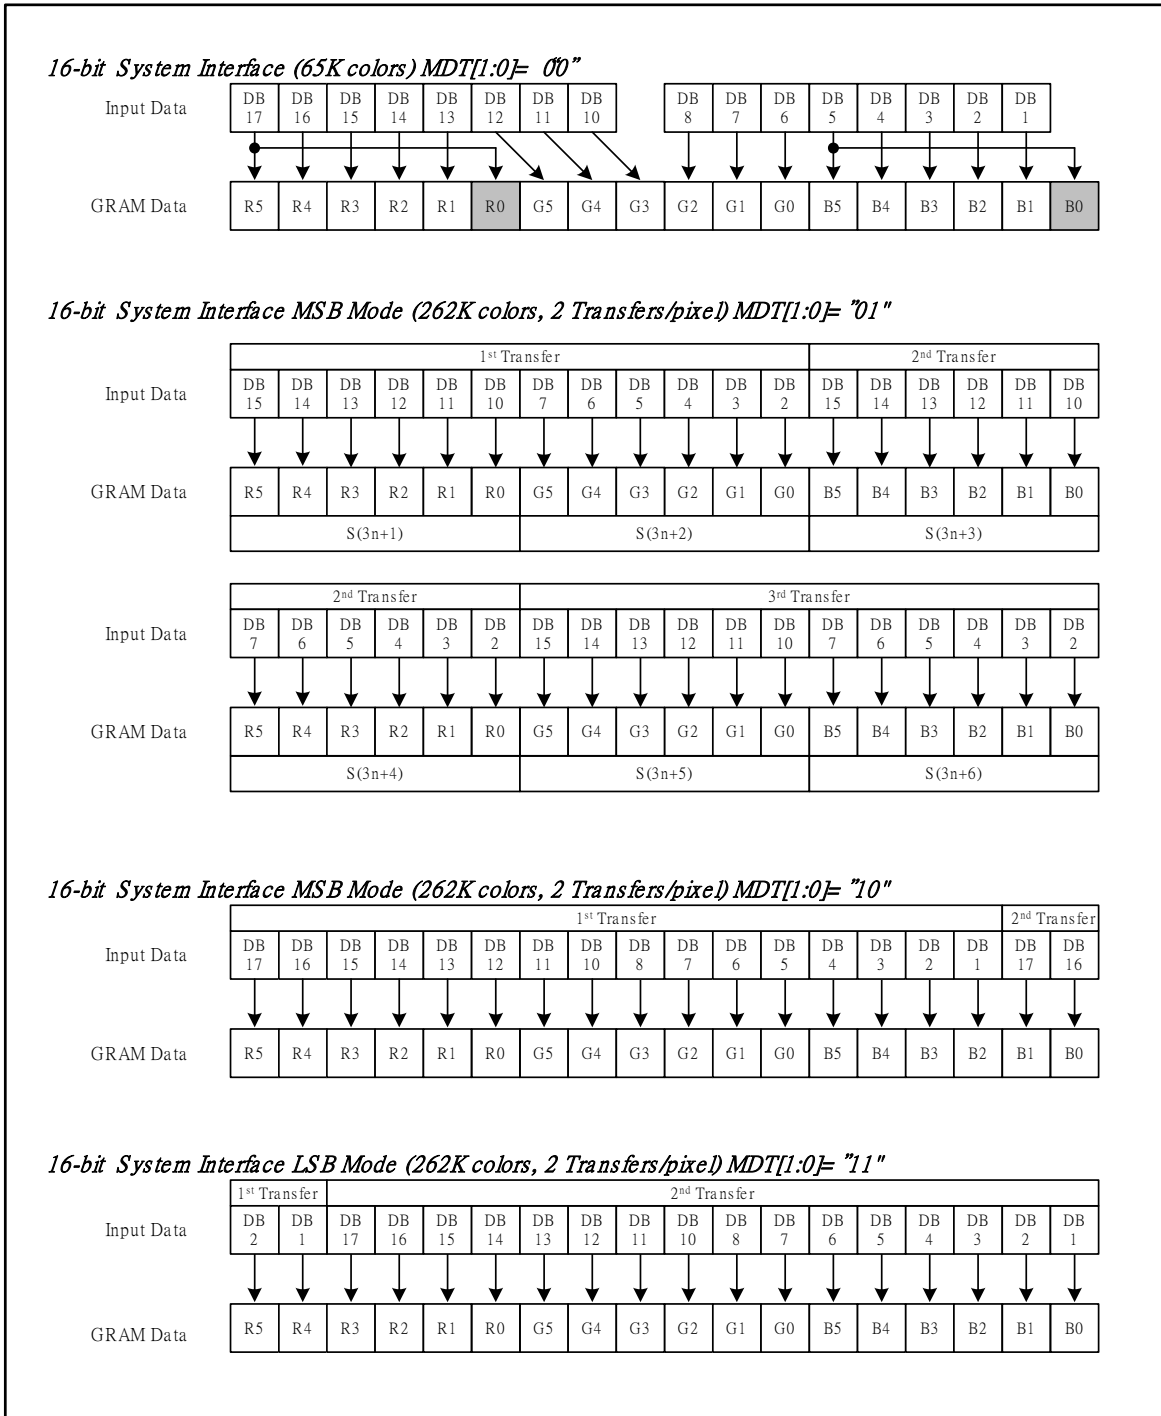 16-bit System Interface (65K colors) MDT[1:0]= "00"
Input Data DB 17 DB 16 DB 15 DB 14 DB 13 DB 12 DB 11 DB 10 DB 8 DB 7 DB 6 DB 5 DB 4 DB 3 DB 2 DB 1
GRAM Data R5 R4 R3 R2 R1 R0 G5 G4 G3 G2 G1 G0 B5 B4 B3 B2 B1 B0
16-bit System Interface MSB Mode (262K colors, 2 Transfers/pixel) MDT[1:0]= "01"
1st Transfer 2nd Transfer
Input Data DB 15 DB 14 DB 13 DB 12 DB 11 DB 10 DB 7 DB 6 DB 5 DB 4 DB 3 DB 2 DB 15 DB 14 DB 13 DB 12 DB 11 DB 10
GRAM Data R5 R4 R3 R2 R1 R0 G5 G4 G3 G2 G1 G0 B5 B4 B3 B2 B1 B0
S(3n+1) S(3n+2) S(3n+3)
2nd Transfer 3rd Transfer
Input Data DB 7 DB 6 DB 5 DB 4 DB 3 DB 2 DB 15 DB 14 DB 13 DB 12 DB 11 DB 10 DB 7 DB 6 DB 5 DB 4 DB 3 DB 2
GRAM Data R5 R4 R3 R2 R1 R0 G5 G4 G3 G2 G1 G0 B5 B4 B3 B2 B1 B0
S(3n+4) S(3n+5) S(3n+6)
16-bit System Interface MSB Mode (262K colors, 2 Transfers/pixel) MDT[1:0]= "10"
1st Transfer 2nd Transfer
Input Data DB 17 DB 16 DB 15 DB 14 DB 13 DB 12 DB 11 DB 10 DB 8 DB 7 DB 6 DB 5 DB 4 DB 3 DB 2 DB 1 DB 17 DB 16
GRAM Data R5 R4 R3 R2 R1 R0 G5 G4 G3 G2 G1 G0 B5 B4 B3 B2 B1 B0
16-bit System Interface LSB Mode (262K colors, 2 Transfers/pixel) MDT[1:0]= "11"
1st Transfer 2nd Transfer
Input Data DB 2 DB 1 DB 17 DB 16 DB 15 DB 14 DB 13 DB 12 DB 11 DB 10 DB 8 DB 7 DB 6 DB 5 DB 4 DB 3 DB 2 DB 1
GRAM Data R5 R4 R3 R2 R1 R0 G5 G4 G3 G2 G1 G0 B5 B4 B3 B2 B1 B0